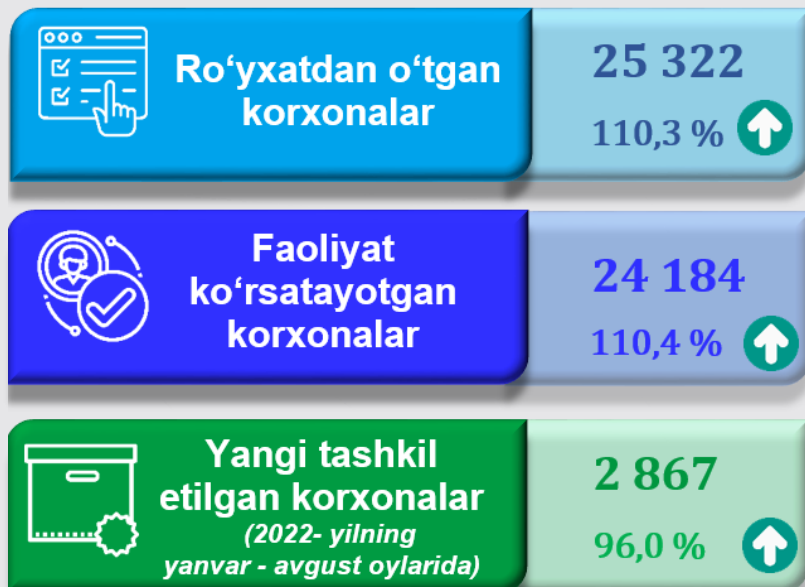 Ro‘yxatdan o‘tgan
korxonalar
25 322
110,3 %
Faoliyat
ko‘rsatayotgan
korxonalar
24 184
110,4 %
Yangi tashkil
etilgan korxonalar
(2022- yilning
yanvar - avgust oylarida)
2 867
96,0 %